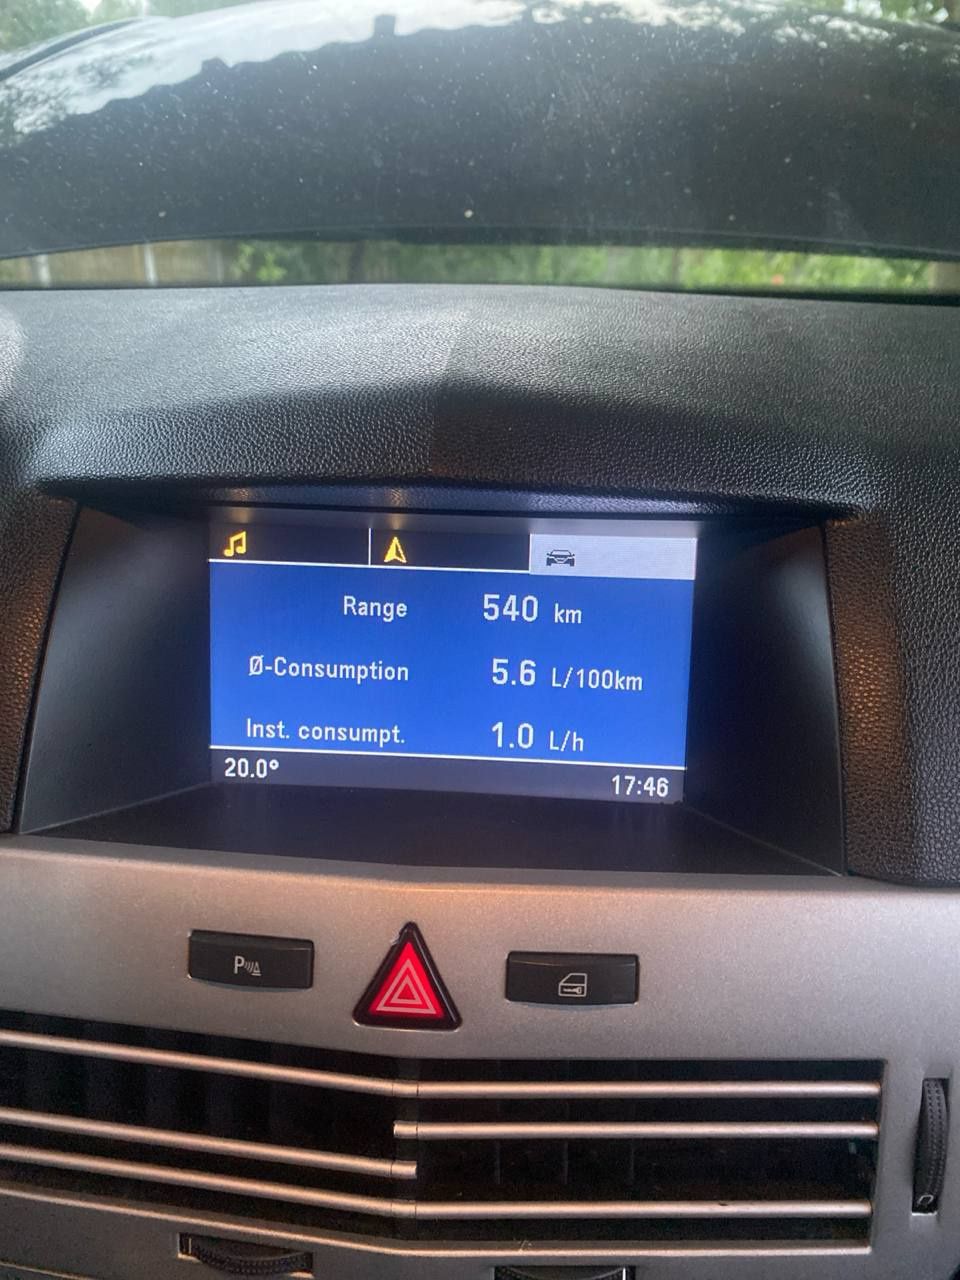 Range 540 km
Ø-Consumption 5.6 L/100km
Inst. consumpt. 1.0 L/h
20.0° 17:46
P